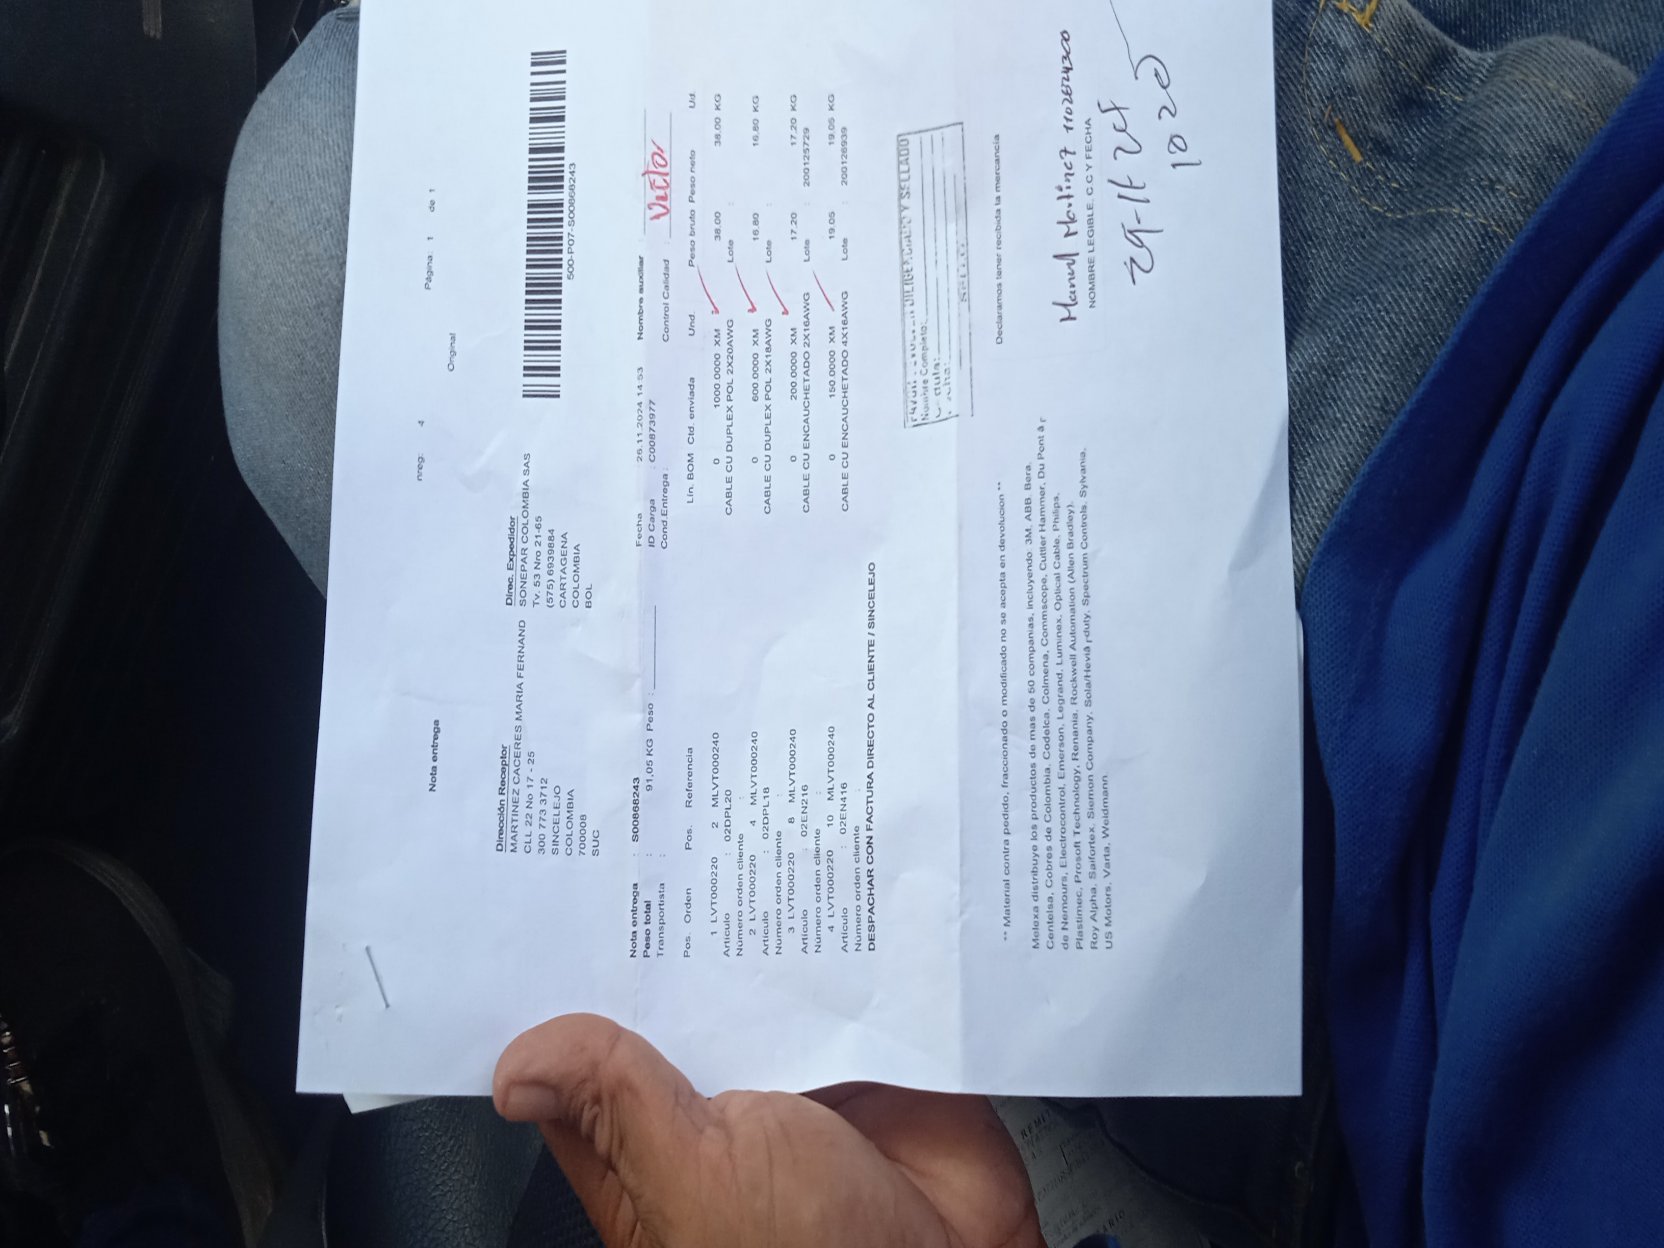 Nota entrega
nreg: 4
Original
Página: 1 de 1
Dirección Receptor
MARTINEZ CACERES MARIA FERNAND
CLL 22 No 17 - 25
300 773 3712
SINCELEJO
COLOMBIA
700008
SUC
Direc. Expedidor
SONEPAR COLOMBIA SAS
Tv. 53 Nro 21-65
(575) 6939884
CARTAGENA
COLOMBIA
BOL
500-P07-S00868243
Nota entrega : S00868243
Peso total : 91,05 KG Peso :
Transportista :
Fecha : 26.11.2024 14:53
ID Carga : C00873977
Cond.Entrega :
Nombre auxiliar :
Control Calidad : Victor
Pos. Orden Pos. Referencia Lin. BOM Ctd. enviada Und. Peso bruto Peso neto Ud.
1 LVT000220 2 MLVT000240 0 1000.0000 XM 38.00 38.00 KG
Artículo : 02DPL20 CABLE CU DUPLEX POL 2X20AWG Lote :
Número orden cliente :
2 LVT000220 4 MLVT000240 0 600.0000 XM 16.80 16.80 KG
Artículo : 02DPL18 CABLE CU DUPLEX POL 2X18AWG Lote :
Número orden cliente :
3 LVT000220 8 MLVT000240 0 200.0000 XM 17.20 17.20 KG
Artículo : 02EN216 CABLE CU ENCAUCHETADO 2X16AWG Lote : 200125729
Número orden cliente :
4 LVT000220 10 MLVT000240 0 150.0000 XM 19.05 19.05 KG
Artículo : 02EN416 CABLE CU ENCAUCHETADO 4X16AWG Lote : 200126939
Número orden cliente :
DESPACHAR CON FACTURA DIRECTO AL CLIENTE / SINCELEJO
DILIGENCIADO Y SELLADO
Nombre Completo:
** Material contra pedido, fraccionado o modificado no se acepta en devolucion **
Declaramos tener recibida la mercancia
Melexa distribuye los productos de mas de 50 companias, incluyendo: 3M, ABB, Bera,
Centelsa, Cobres de Colombia, Codelca, Colmena, Commscope, Cuttler Hammer, Du Pont
de Nemours, Electrocontrol, Emerson, Legrand, Luminex, Optical Cable, Philips,
Plastimec, Prosoft Technology, Renania, Rockwell Automation (Allen Bradley),
Roy Alpha, Saifortex, Siemon Company, Sola/Hevi duty, Spectrum Controls, Sylvania,
US Motors, Varta, Weidmann.
Manuel Martinez 1102874300
NOMBRE LEGIBLE, C.C Y FECHA
10 20